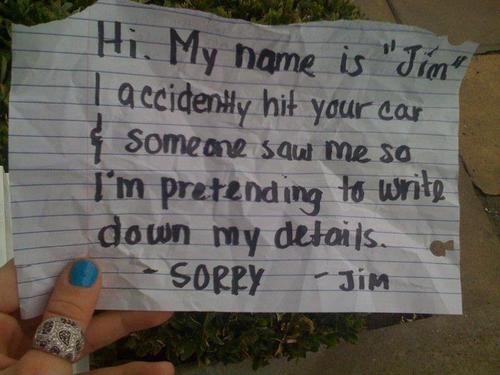 Hi. My name is "Jim"
I accidently hit your car
& someone saw me so
I'm pretending to write
down my details.
- SORRY - JIM